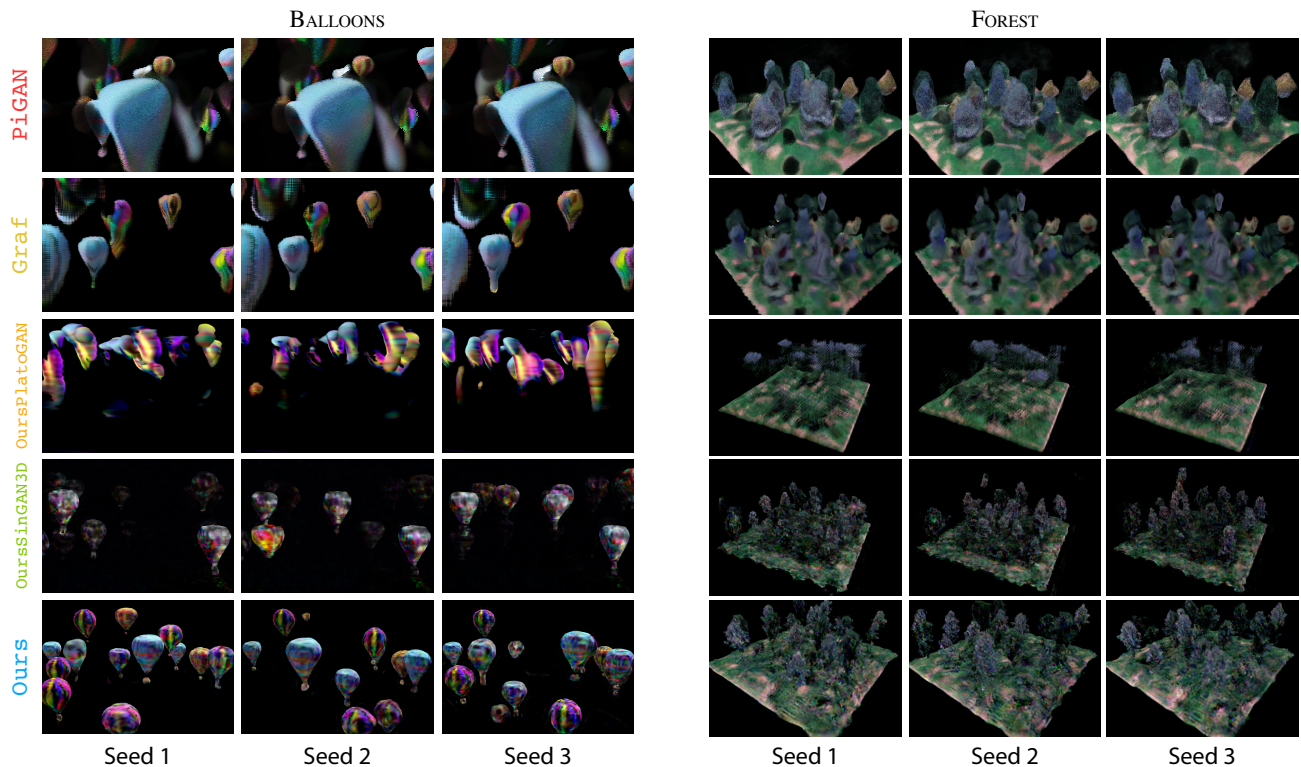 BALLOONS
FOREST
PiGAN
Graf
OursPlatoGAN
OursSinGAN3D
Ours
Seed 1
Seed 2
Seed 3
Seed 1
Seed 2
Seed 3